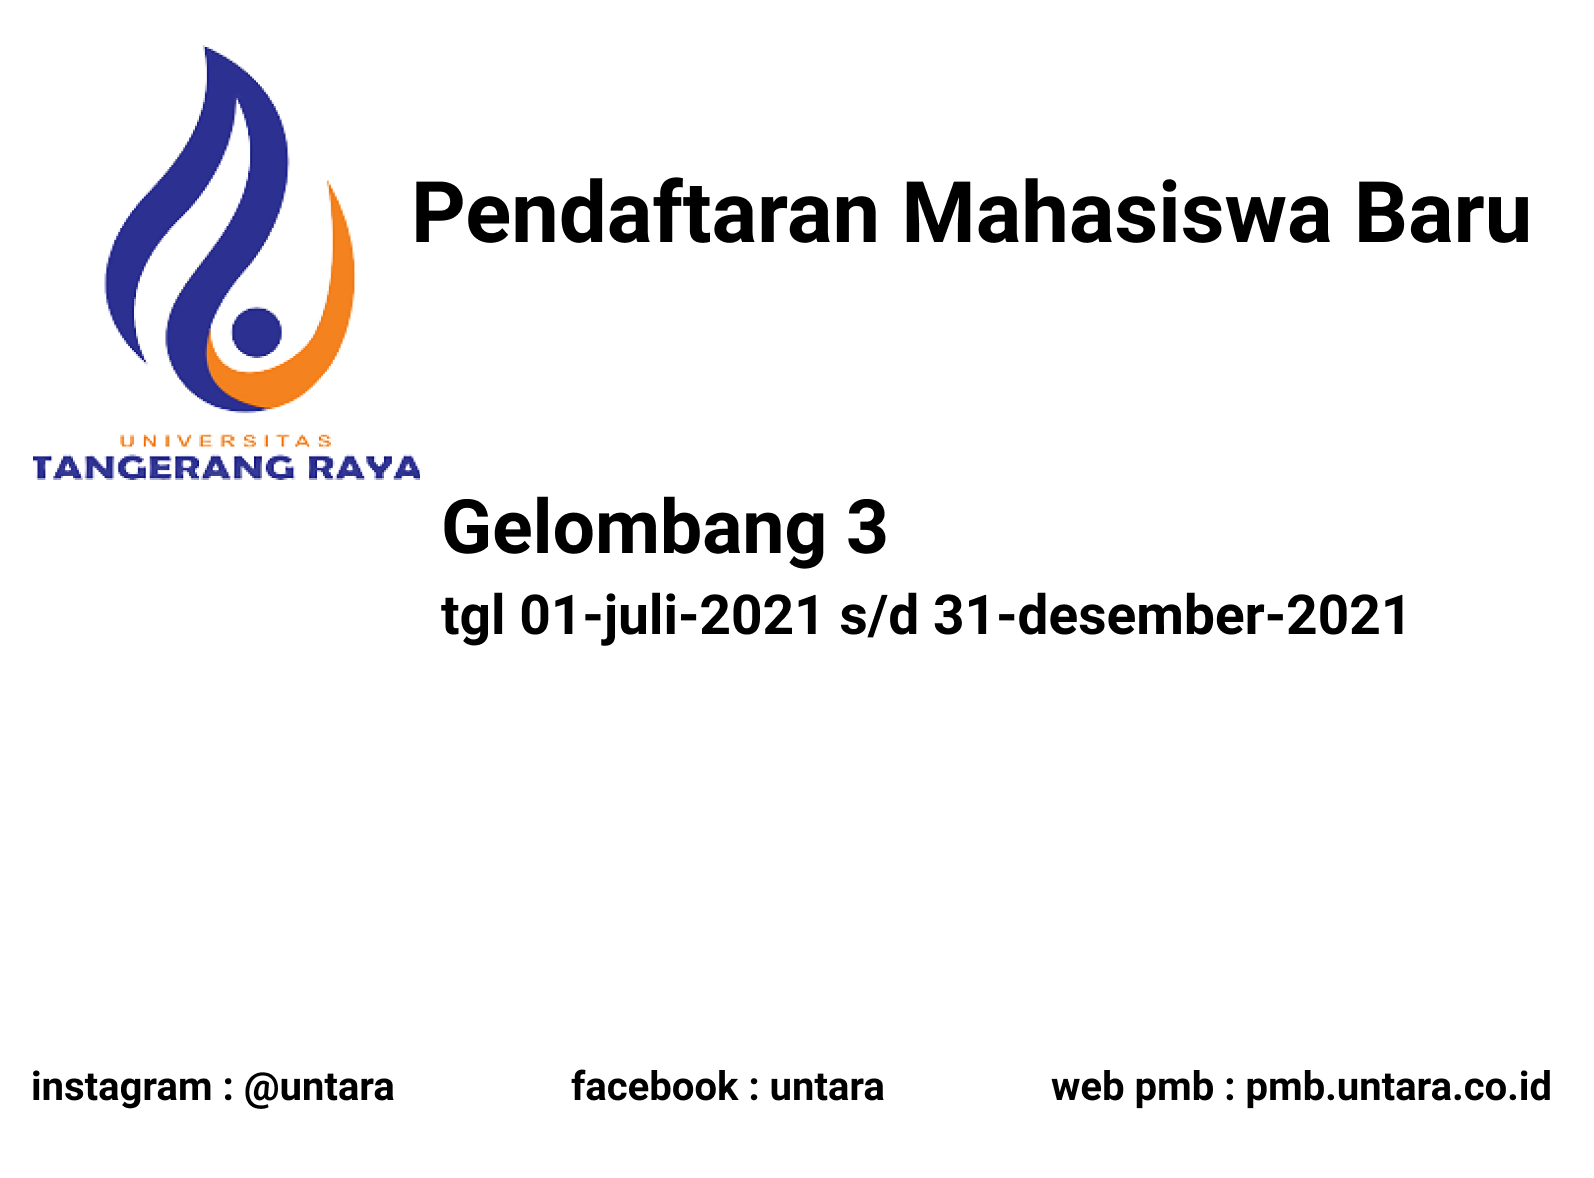 Pendaftaran Mahasiswa Baru
UNIVERSITAS
TANGERANG RAYA
Gelombang 3
tgl 01-juli-2021 s/d 31-desember-2021
instagram : @untara
facebook : untara
web pmb : pmb.untara.co.id